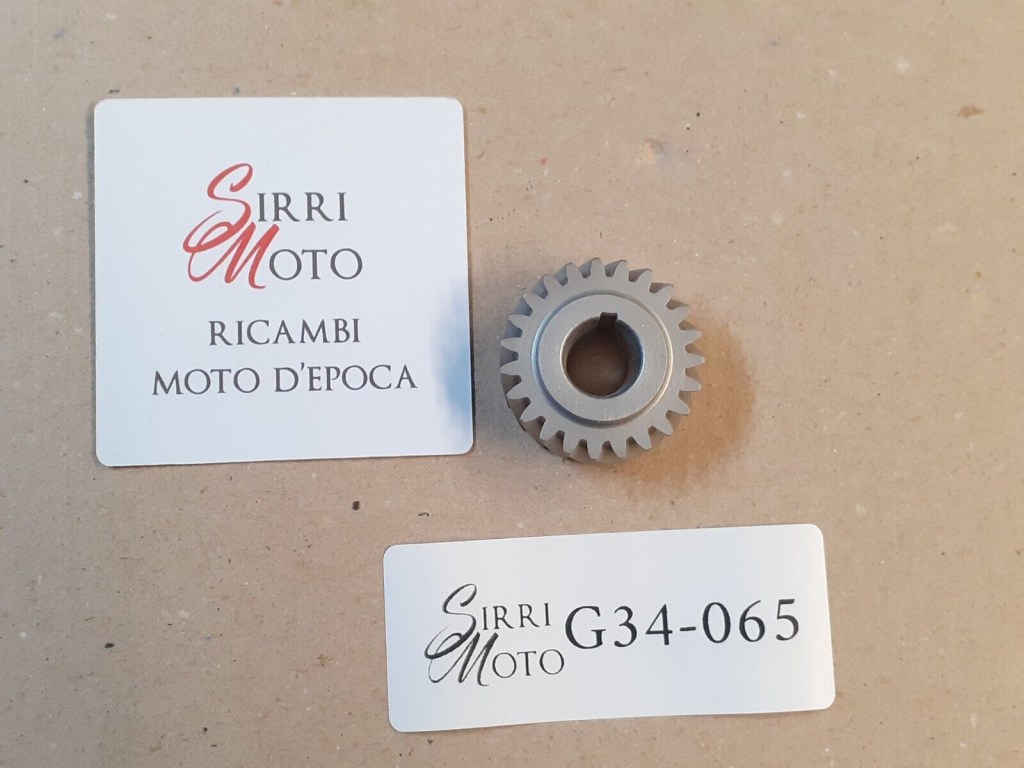 SIRRI
MOTO
RICAMBI
MOTO D'EPOCA
SIRRI
MOTO
G34-065